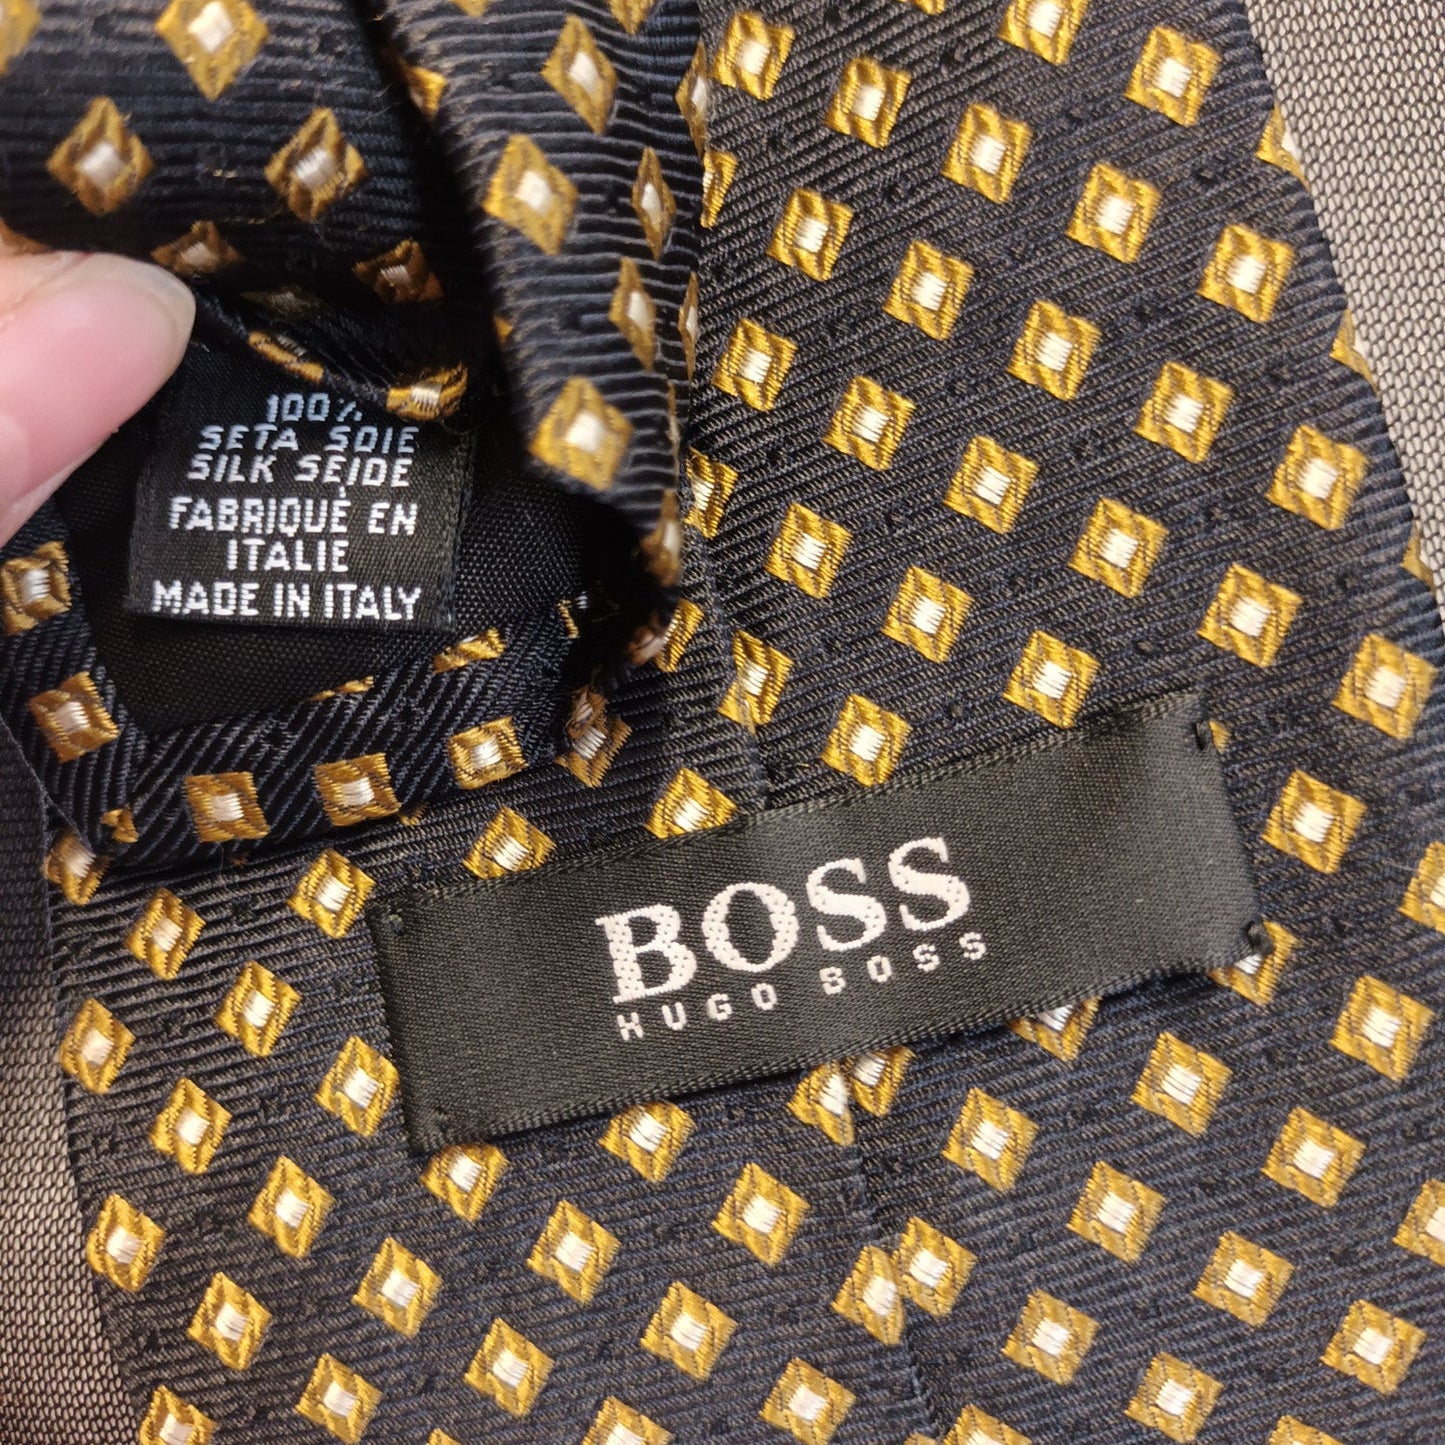 100%
SETA SOIE
SILK SEIDE
FABRIQUÉ EN
ITALIE
MADE IN ITALY
BOSS
HUGO BOSS